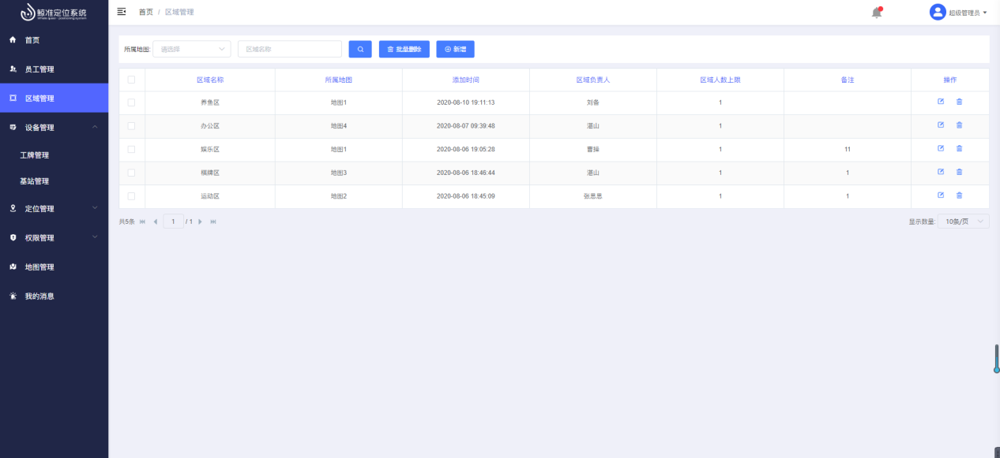 鲸准定位系统
首页
员工管理
区域管理
设备管理
工牌管理
基站管理
定位管理
权限管理
地图管理
我的消息
首页 / 区域管理
超级管理员
所属地图: 请选择 区域名称 批量删除 新增
区域名称 所属地图 添加时间 区域负责人 区域人数上限 备注 操作
养鱼区 地图1 2020-08-10 19:11:13 刘备 1
办公区 地图4 2020-08-07 09:39:48 湛山 1
娱乐区 地图1 2020-08-06 19:05:28 曹操 1 11
棋牌区 地图3 2020-08-06 18:46:44 湛山 1 1
运动区 地图2 2020-08-06 18:45:09 张思思 1 1
共5条 1 / 1 显示数量: 10条/页